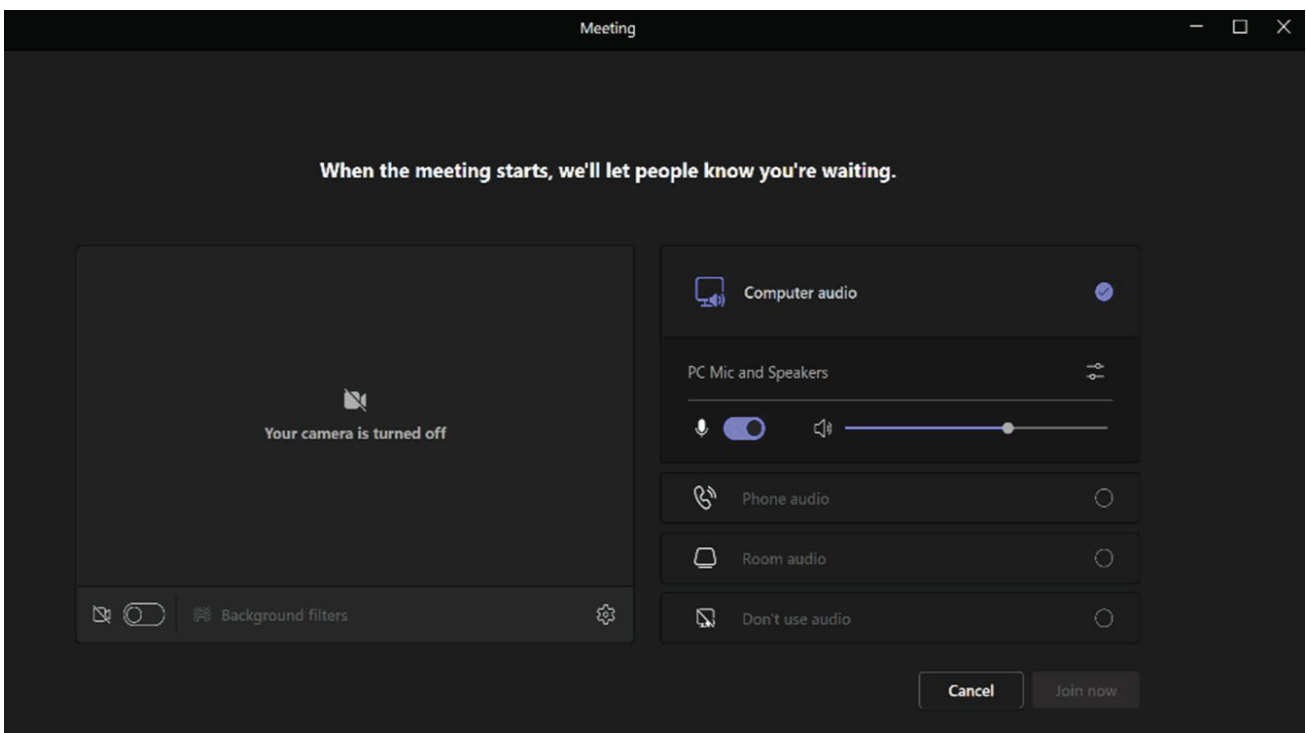 Meeting
When the meeting starts, we'll let people know you're waiting.
Computer audio
PC Mic and Speakers
Your camera is turned off
Phone audio
Room audio
Background filters
Don't use audio
Cancel
Join now